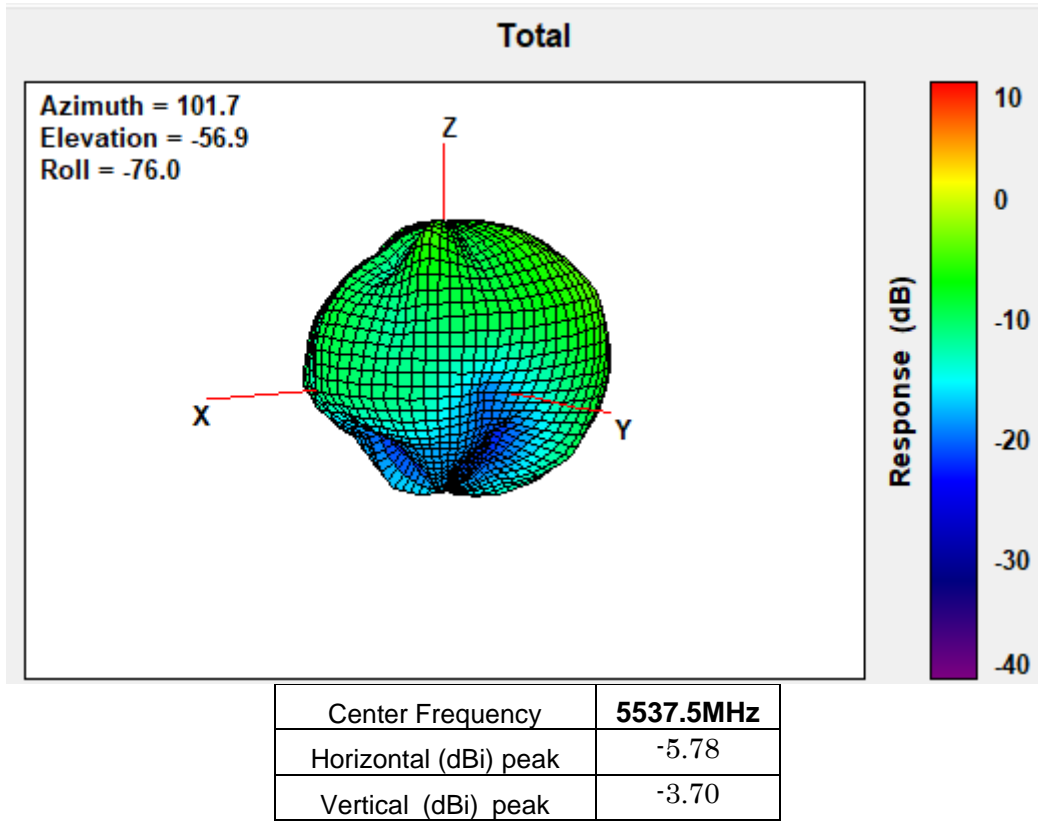 Total
Azimuth = 101.7
Elevation = -56.9
Roll = -76.0
Z
X
Y
10
0
-10
-20
-30
-40
Response (dB)
Center Frequency 5537.5MHz
Horizontal (dBi) peak -5.78
Vertical (dBi) peak -3.70